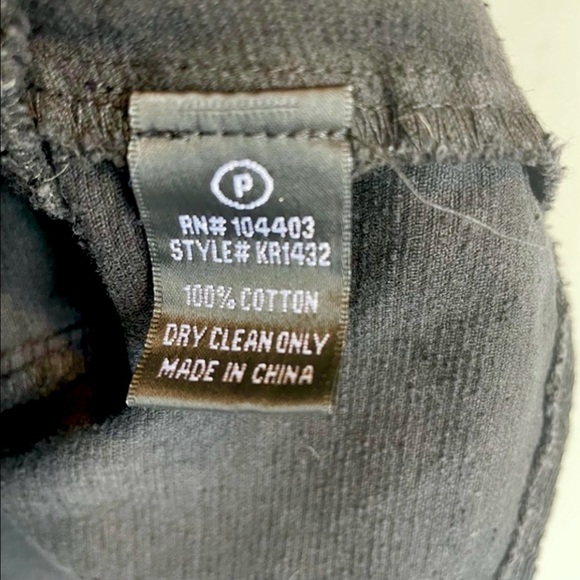 P
RN# 104403
STYLE# KR1432
100% COTTON
DRY CLEAN ONLY
MADE IN CHINA